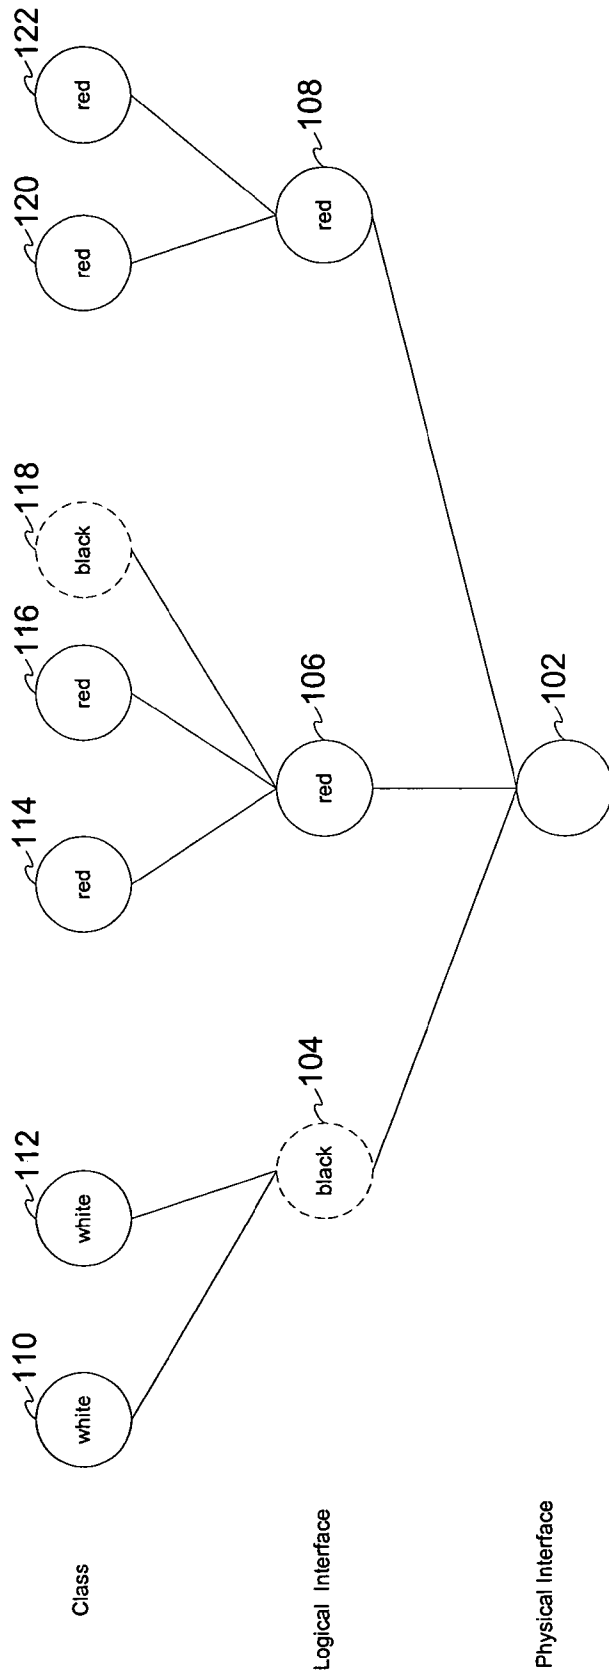 Class
110
white
112
white
114
red
116
red
118
black
120
red
122
red
Logical Interface
104
black
106
red
108
red
Physical Interface
102